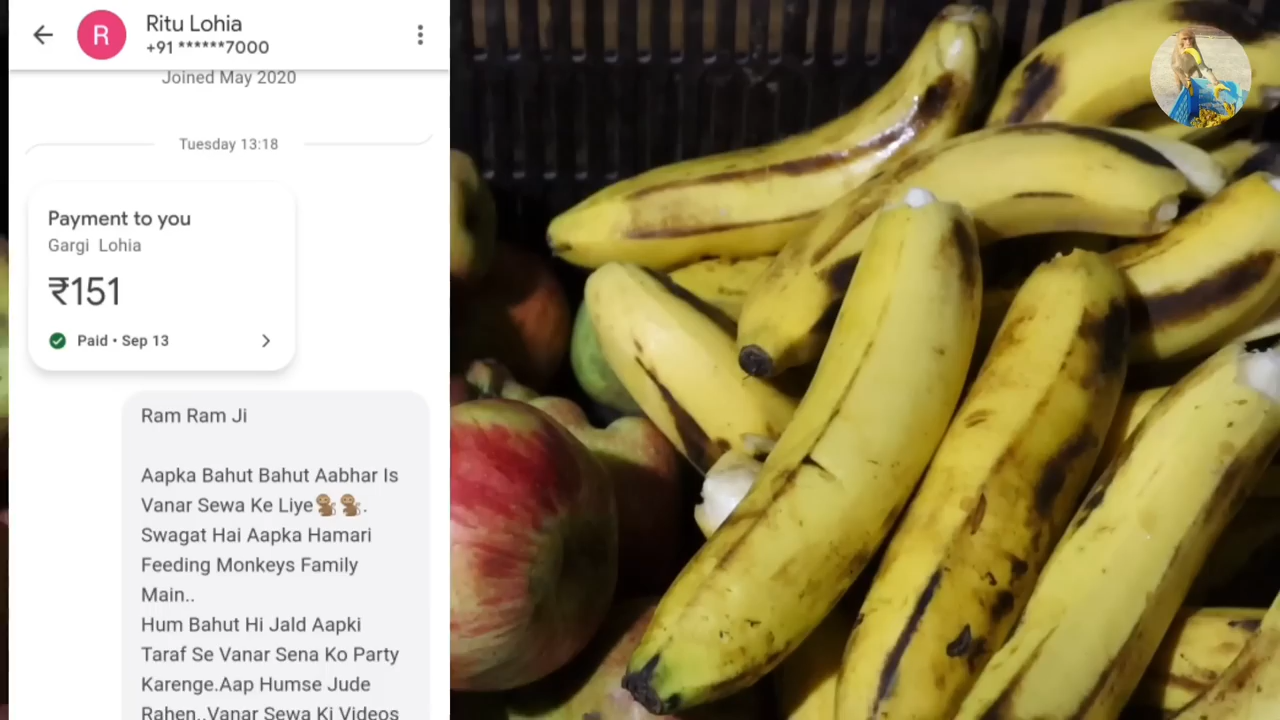 R
Ritu Lohia
+91 ******7000
Joined May 2020
Tuesday 13:18
Payment to you
Gargi Lohia
₹151
Paid • Sep 13
Ram Ram Ji
Aapka Bahut Bahut Aabhar Is
Vanar Sewa Ke Liye🐒🐒.
Swagat Hai Aapka Hamari
Feeding Monkeys Family
Main..
Hum Bahut Hi Jald Aapki
Taraf Se Vanar Sena Ko Party
Karenge.Aap Humse Jude
Rahen..Vanar Sewa Ki Videos